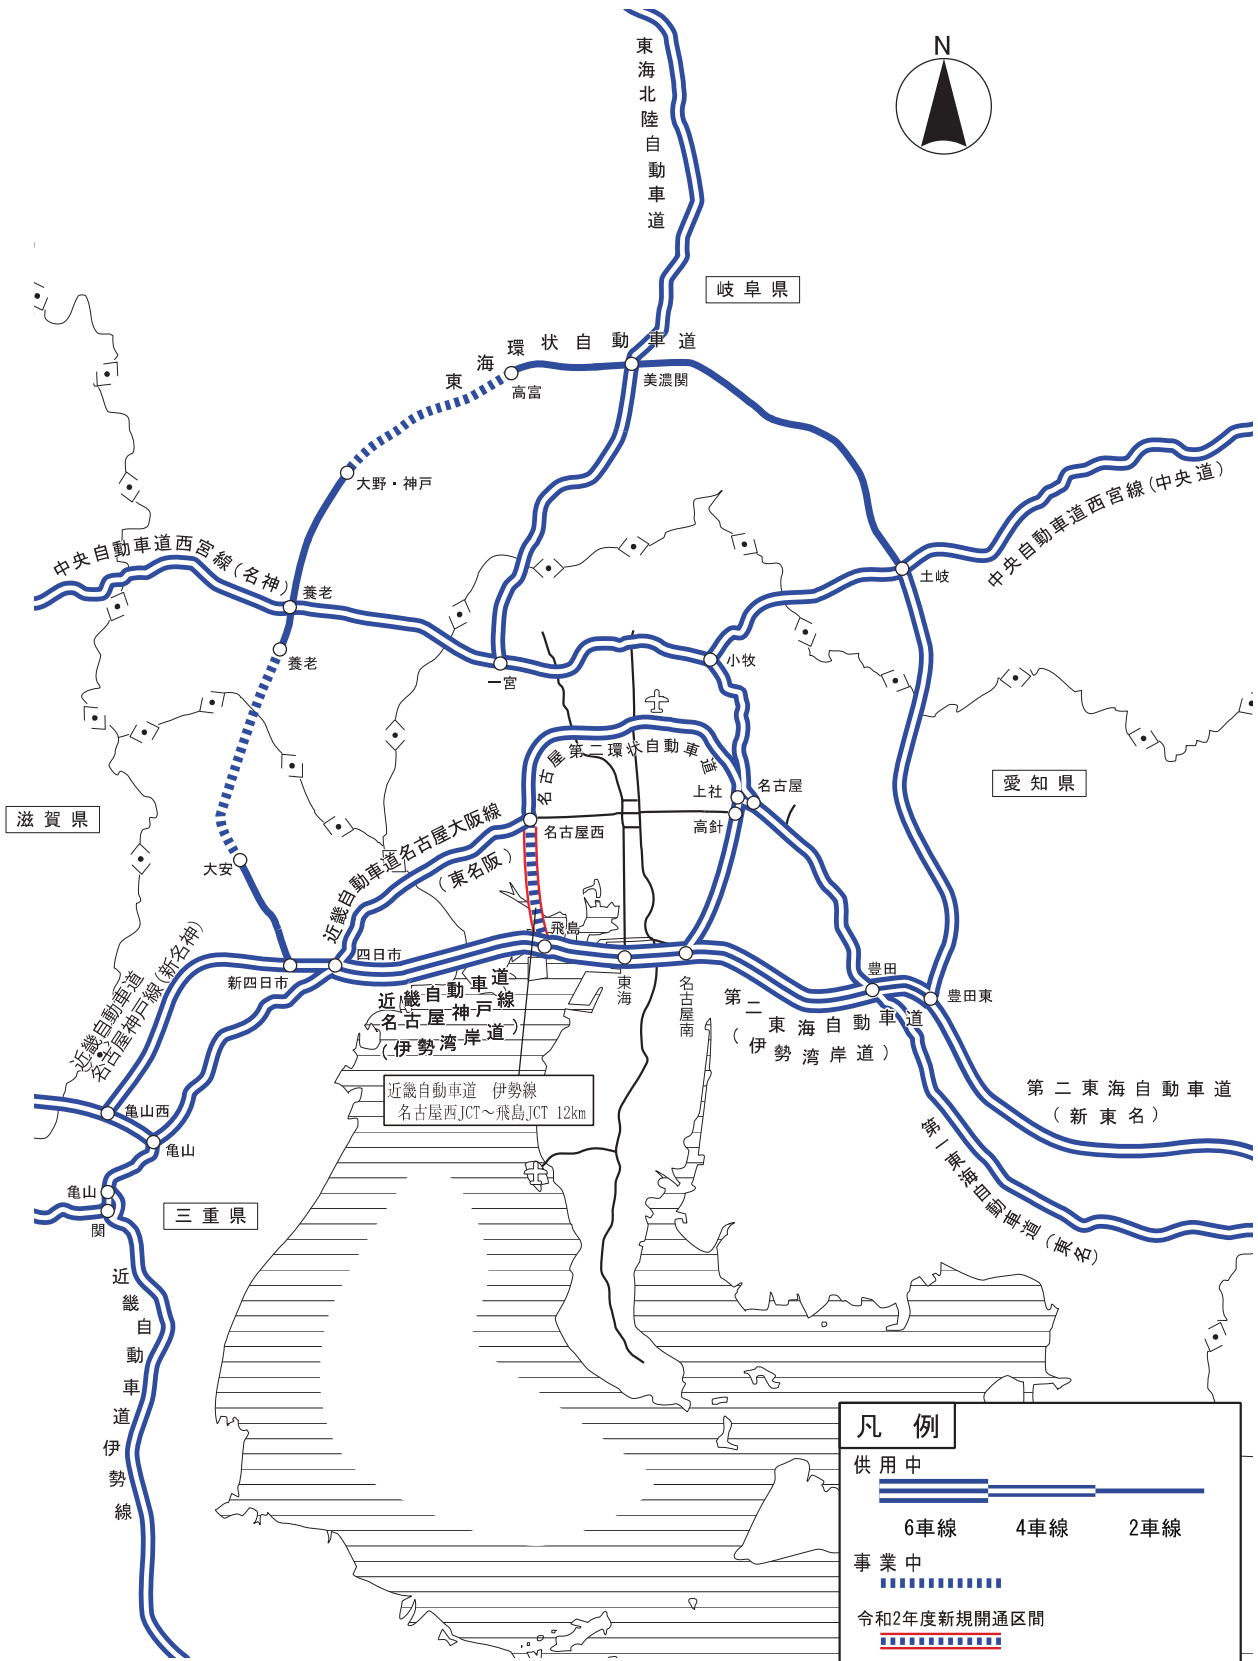 N
東海北陸自動車道
岐阜県
東海環状自動車道
高富
美濃関
大野・神戸
中央自動車道西宮線(名神)
中央自動車道西宮線(中央道)
養老
土岐
養老
一宮
小牧
名古屋第二環状自動車道
上社
名古屋
愛知県
滋賀県
高針
名古屋西
近畿自動車道名古屋大阪線
(東名阪)
大安
飛島
四日市
新四日市
近畿自動車道
名古屋神戸線(新名神)
近畿自動車道
名古屋神戸線
(伊勢湾岸道)
東海
名古屋南
豊田
豊田東
第二東海自動車道
(伊勢湾岸道)
近畿自動車道 伊勢線
名古屋西JCT～飛島JCT 12km
第二東海自動車道
(新東名)
亀山西
亀山
第一東海自動車道(東名)
亀山
関
三重県
近畿自動車道伊勢線
凡 例
供用中
6車線 4車線 2車線
事業中
令和2年度新規開通区間